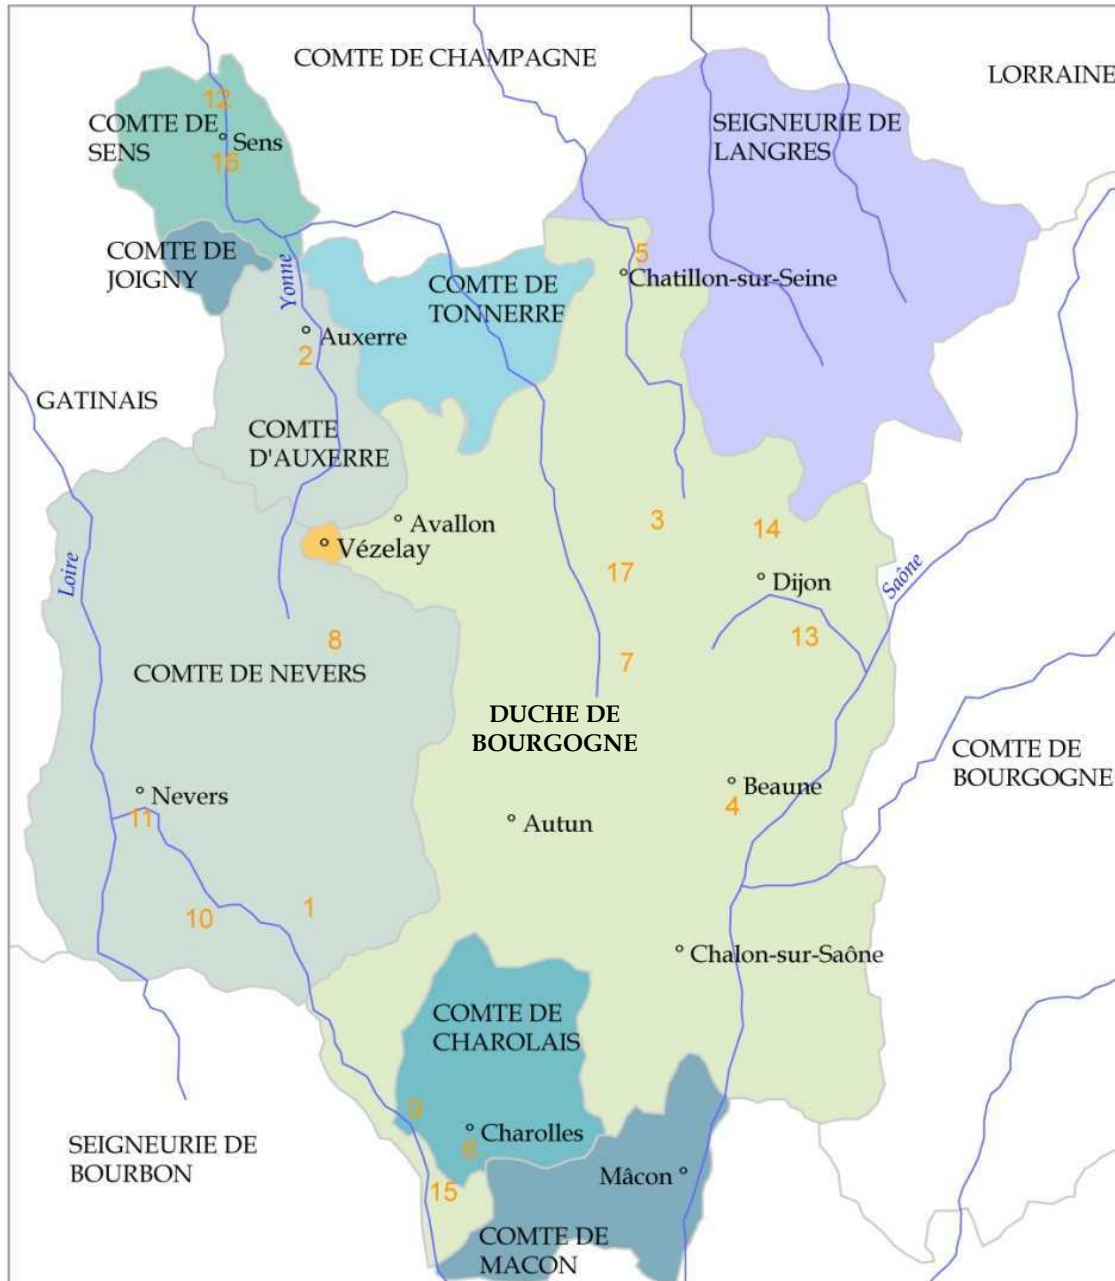 COMTE DE CHAMPAGNE
LORRAINE
12
COMTE DE
SENS
Sens
16
SEIGNEURIE DE
LANGRES
COMTE DE
JOIGNY
Yonne
5
Chatillon-sur-Seine
COMTE DE
TONNERRE
Auxerre
2
GATINAIS
COMTE
D'AUXERRE
Avallon
3
14
Vézelay
Loire
17
Dijon
Saône
8
13
7
COMTE DE NEVERS
DUCHE DE
BOURGOGNE
COMTE DE
BOURGOGNE
Nevers
11
Beaune
4
Autun
1
10
Chalon-sur-Saône
COMTE DE
CHAROLAIS
9
Charolles
6
SEIGNEURIE DE
BOURBON
15
Mâcon
COMTE DE
MACON